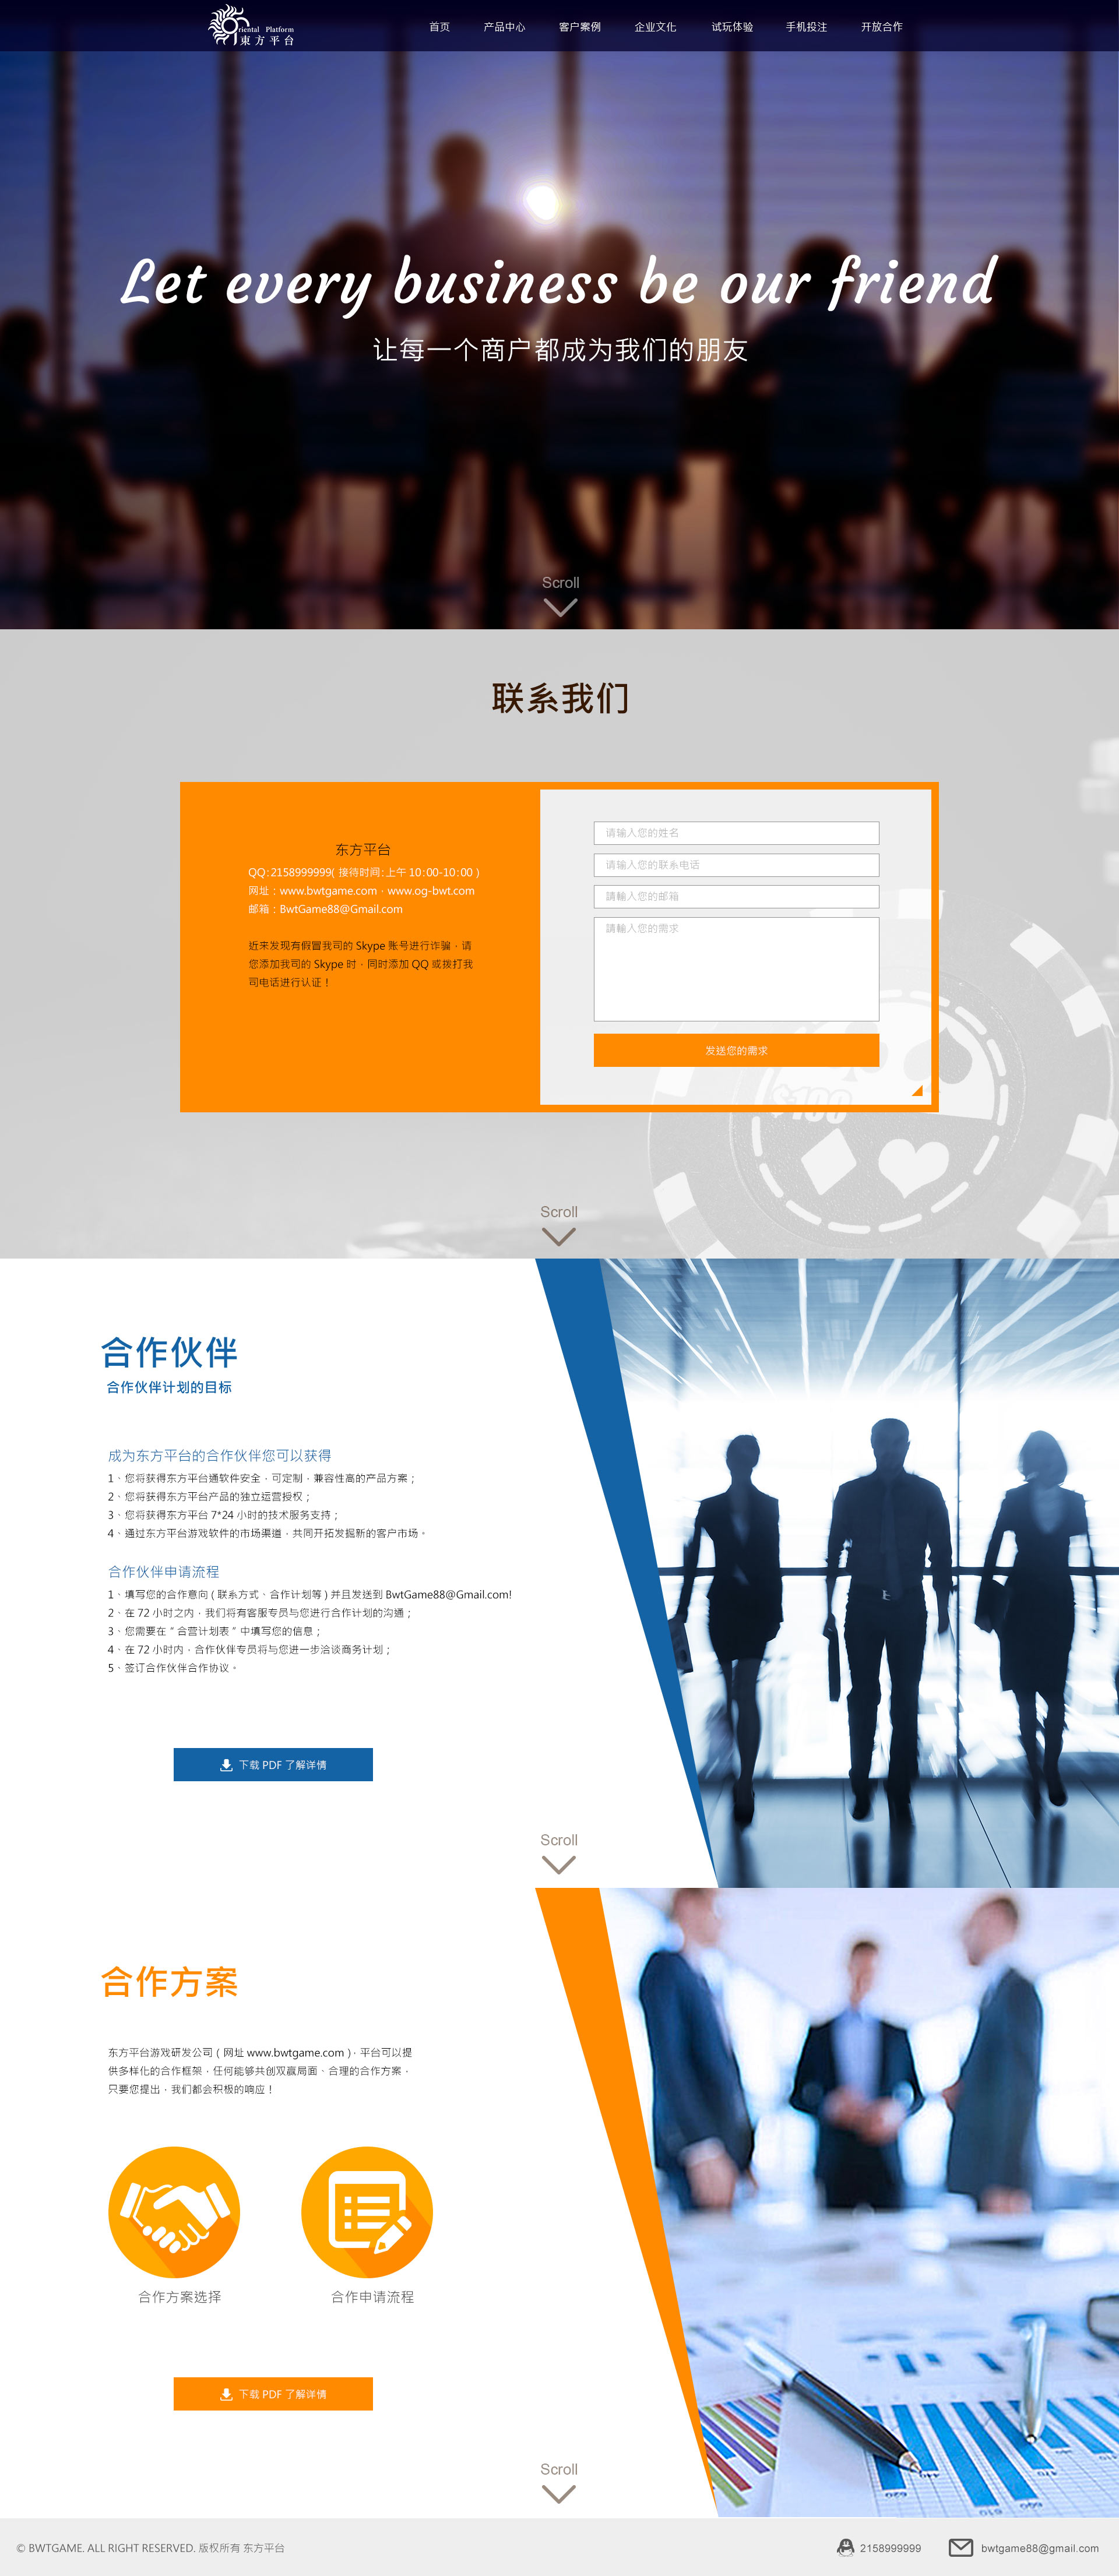 Oriental Platform
東方平台
首页 产品中心 客户案例 企业文化 试玩体验 手机投注 开放合作
Let every business be our friend
让每一个商户都成为我们的朋友
Scroll
联系我们
东方平台
QQ:2158999999( 接待时间:上午 10:00-10:00 )
网址：www.bwtgame.com，www.og-bwt.com
邮箱：BwtGame88@Gmail.com
近来发现有假冒我司的 Skype 账号进行诈骗，请
您添加我司的 Skype 时，同时添加 QQ 或拨打我
司电话进行认证！
请输入您的姓名
请输入您的联系电话
請輸入您的邮箱
請輸入您的需求
发送您的需求
$100
Scroll
合作伙伴
合作伙伴计划的目标
成为东方平台的合作伙伴您可以获得
1、您将获得东方平台通软件安全，可定制，兼容性高的产品方案；
2、您将获得东方平台产品的独立运营授权；
3、您将获得东方平台 7*24 小时的技术服务支持；
4、通过东方平台游戏软件的市场渠道，共同开拓发掘新的客户市场。
合作伙伴申请流程
1、填写您的合作意向 ( 联系方式、合作计划等 ) 并且发送到 BwtGame88@Gmail.com!
2、在 72 小时之内，我们将有客服专员与您进行合作计划的沟通；
3、您需要在 " 合营计划表 " 中填写您的信息；
4、在 72 小时内，合作伙伴专员将与您进一步洽谈商务计划；
5、签订合作伙伴合作协议。
下载 PDF 了解详情
Scroll
合作方案
东方平台游戏研发公司 ( 网址 www.bwtgame.com )，平台可以提
供多样化的合作框架，任何能够共创双赢局面、合理的合作方案，
只要您提出，我们都会积极的响应！
合作方案选择 合作申请流程
下载 PDF 了解详情
Scroll
© BWTGAME. ALL RIGHT RESERVED. 版权所有 东方平台
2158999999 bwtgame88@gmail.com